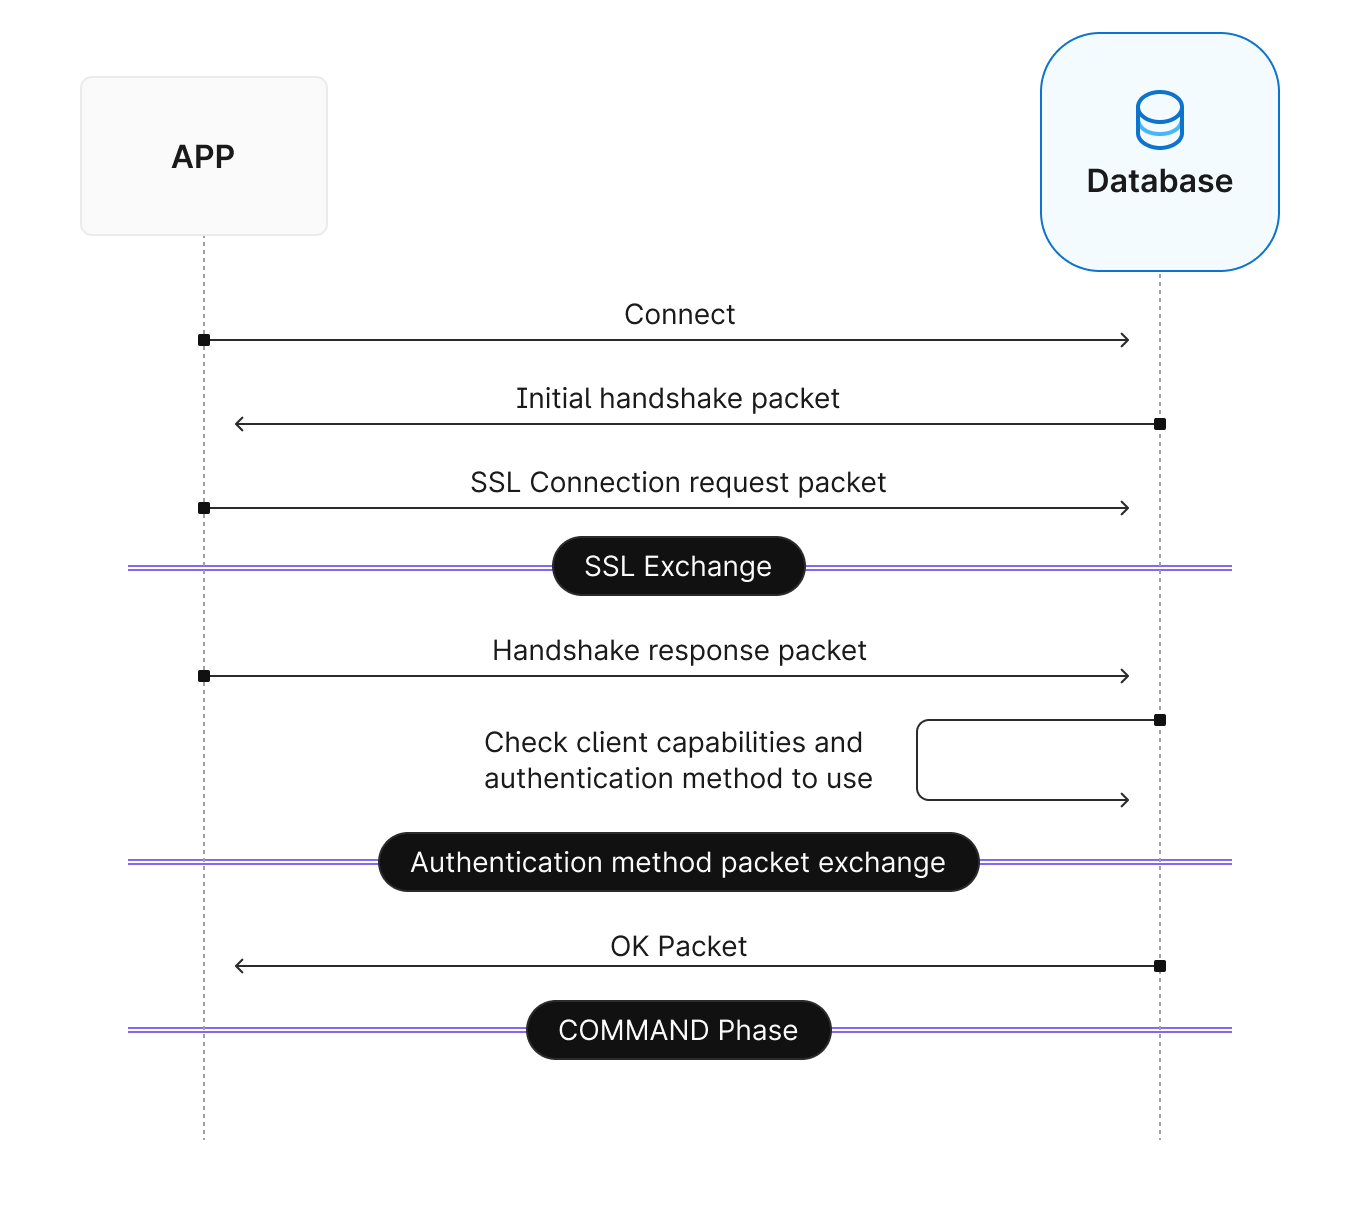 APP
Database
Connect
Initial handshake packet
SSL Connection request packet
SSL Exchange
Handshake response packet
Check client capabilities and
authentication method to use
Authentication method packet exchange
OK Packet
COMMAND Phase